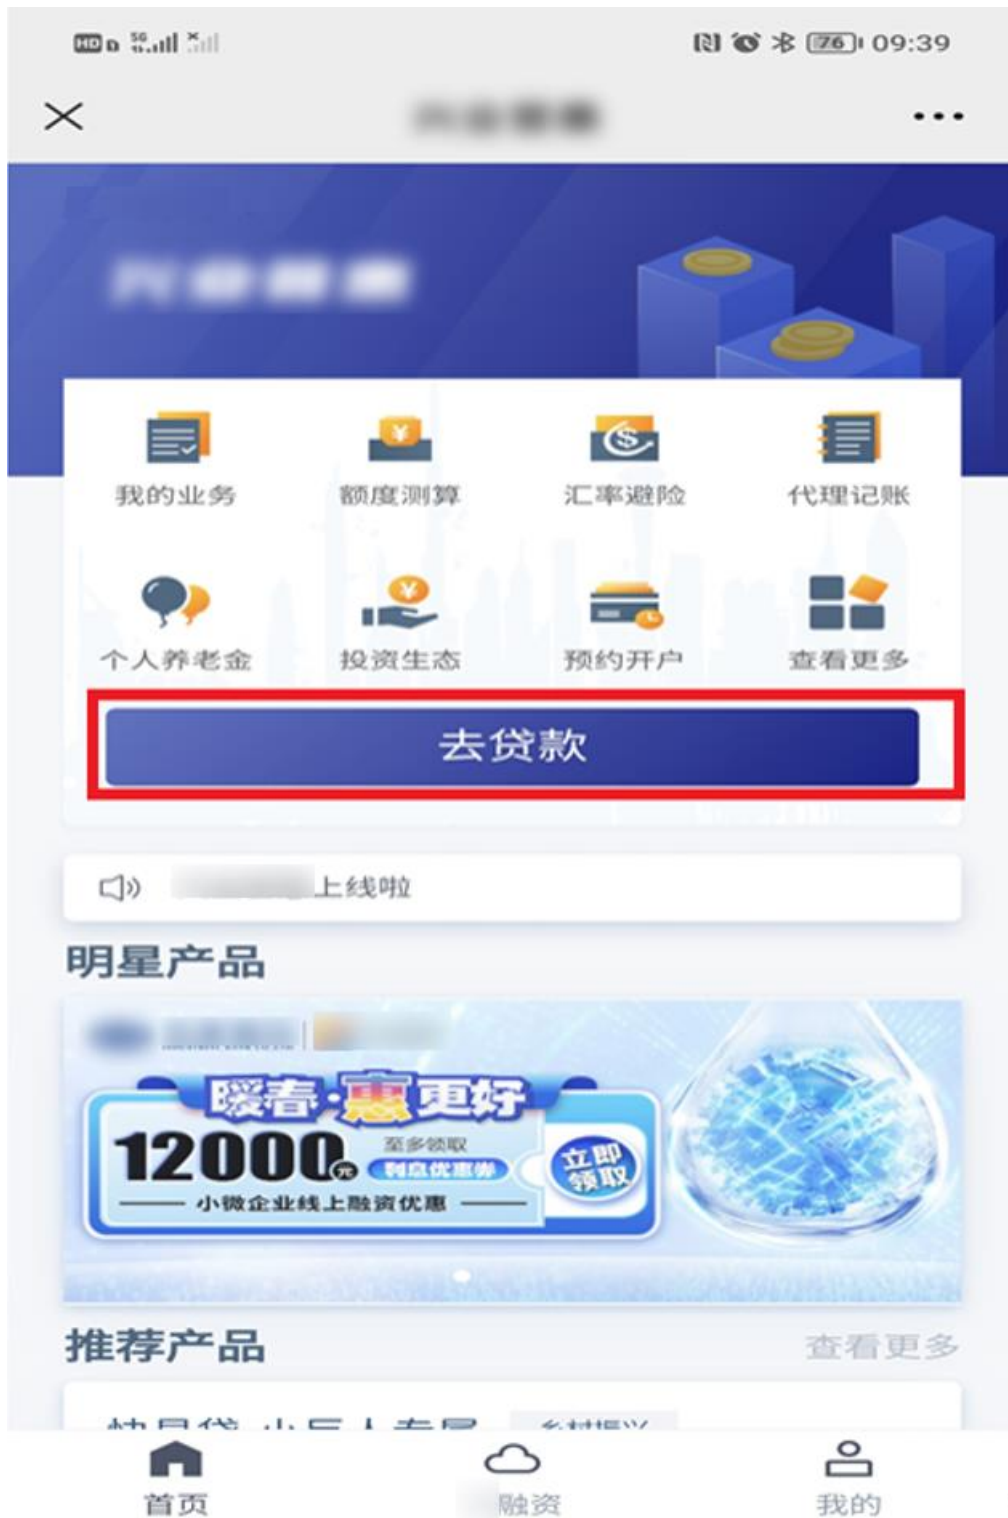 HD 5G 76 09:39
我的业务 额度测算 汇率避险 代理记账
个人养老金 投资生态 预约开户 查看更多
去贷款
上线啦
明星产品
暖春·惠更好
12000元 至多领取
利息优惠券
立即
领取
小微企业线上融资优惠
推荐产品 查看更多
首页 融资 我的